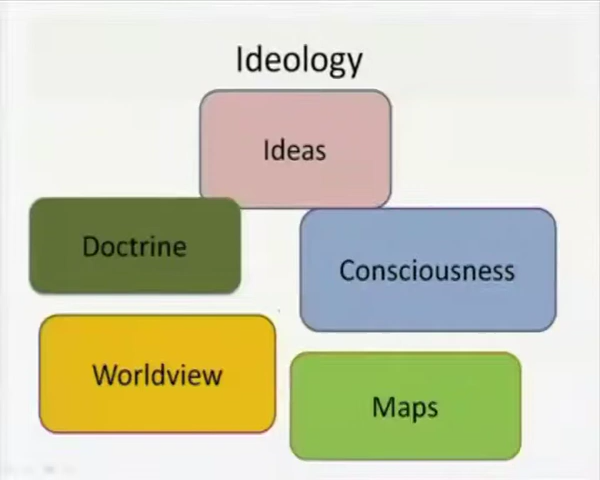 Ideology
Ideas
Doctrine
Consciousness
Worldview
Maps